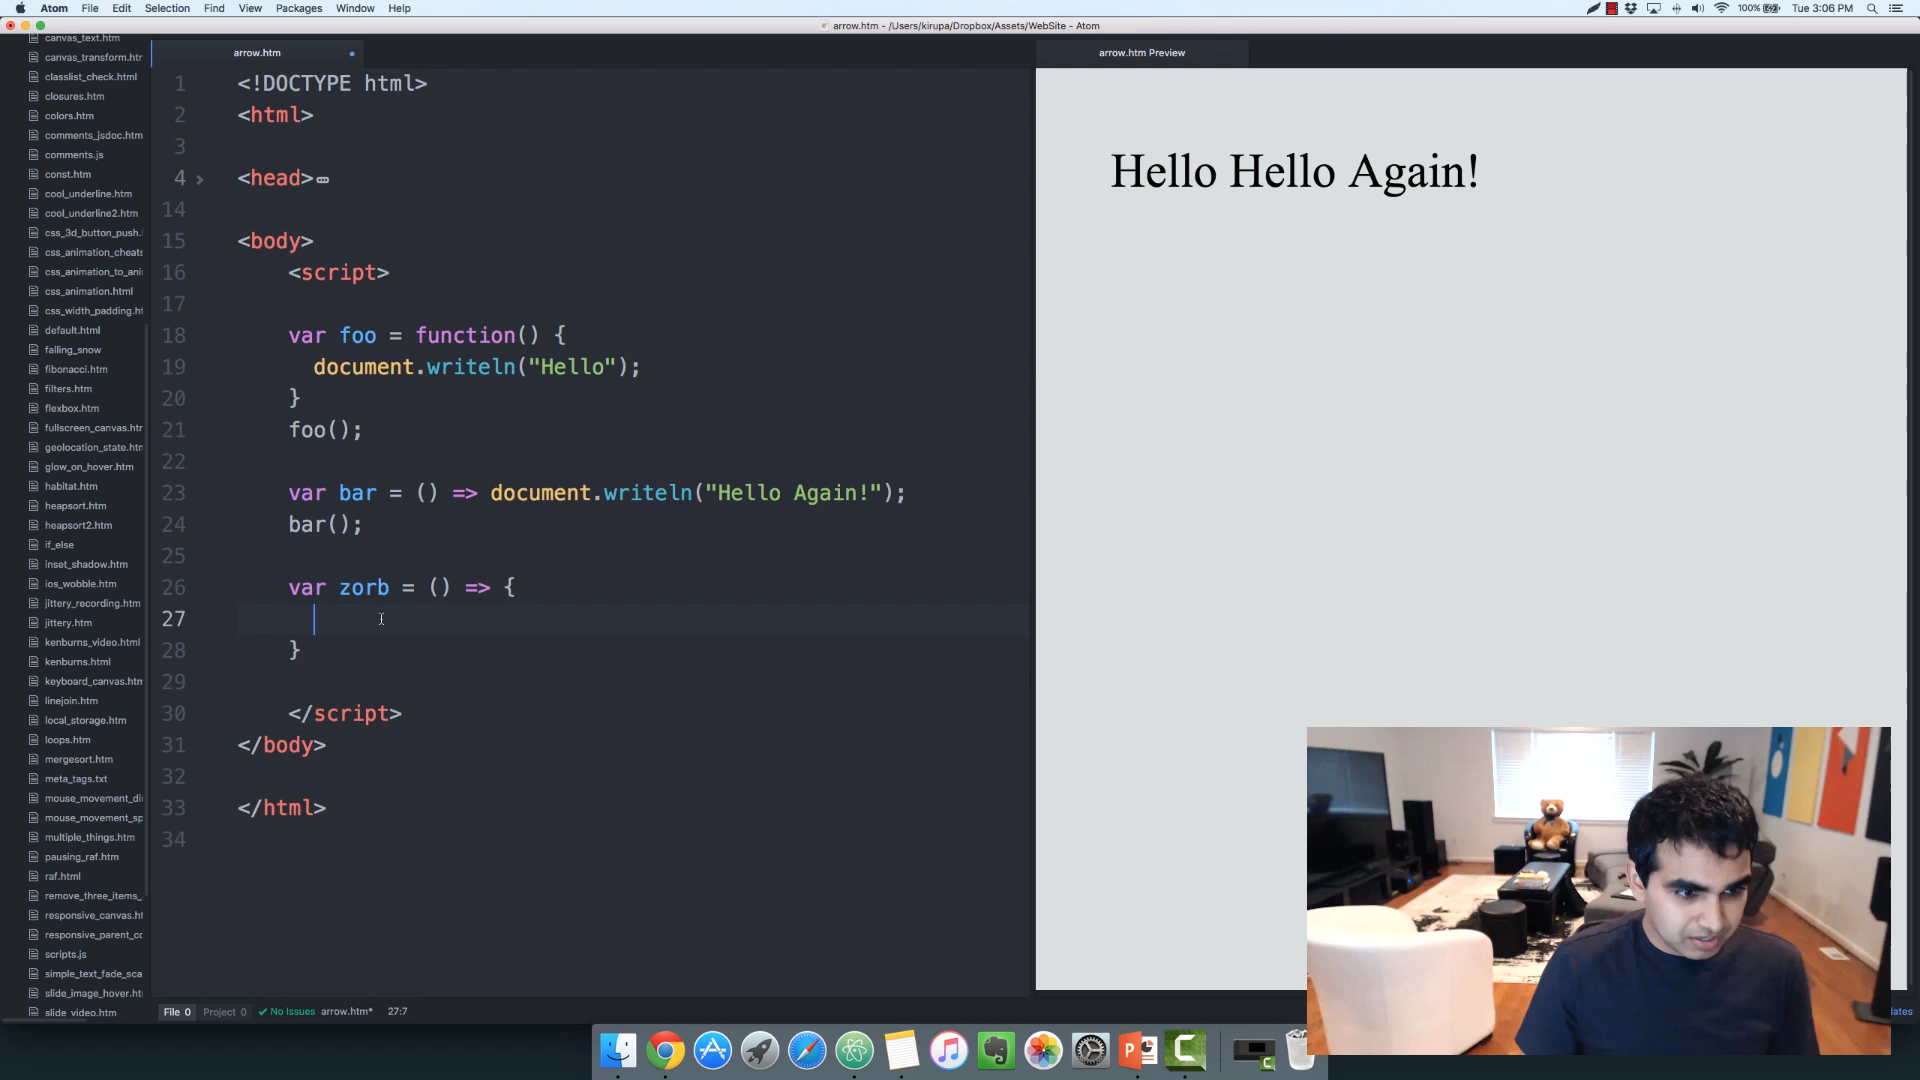 Atom File Edit Selection Find View Packages Window Help
100% Tue 3:06 PM
arrow.htm - /Users/kirupa/Dropbox/Assets/WebSite - Atom
canvas_text.htm
canvas_transform.htm
classlist_check.html
closures.htm
colors.htm
comments_jsdoc.htm
comments.js
const.htm
cool_underline.htm
cool_underline2.htm
css_3d_button_push.
css_animation_cheats
css_animation_to_ani
css_animation.html
css_width_padding.ht
default.html
falling_snow
fibonacci.htm
filters.htm
flexbox.htm
fullscreen_canvas.htm
geolocation_state.htm
glow_on_hover.htm
habitat.htm
heapsort.htm
heapsort2.htm
if_else
inset_shadow.htm
ios_wobble.htm
jittery_recording.htm
jittery.htm
kenburns_video.html
kenburns.html
keyboard_canvas.htm
linejoin.htm
local_storage.htm
loops.htm
mergesort.htm
meta_tags.txt
mouse_movement_di
mouse_movement_sp
multiple_things.htm
pausing_raf.htm
raf.html
remove_three_items_
responsive_canvas.ht
responsive_parent_co
scripts.js
simple_text_fade_sca
slide_image_hover.ht
slide_video.htm
arrow.htm
1 <!DOCTYPE html>
2 <html>
3
4 <head>
14
15 <body>
16 <script>
17
18 var foo = function() {
19 document.writeln("Hello");
20 }
21 foo();
22
23 var bar = () => document.writeln("Hello Again!");
24 bar();
25
26 var zorb = () => {
27
28 }
29
30 </script>
31 </body>
32
33 </html>
34
File 0 Project 0 No Issues arrow.htm* 27:7
arrow.htm Preview
Hello Hello Again!
lates